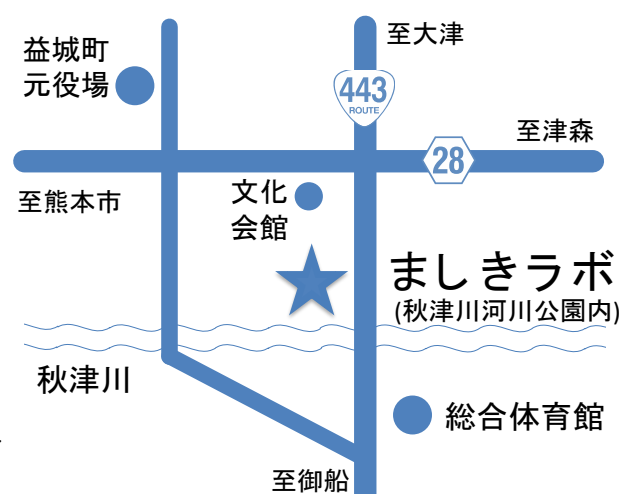 至大津
益城町
元役場
443
ROUTE
至津森
28
至熊本市
文化
会館
ましきラボ
(秋津川河川公園内)
秋津川
総合体育館
至御船